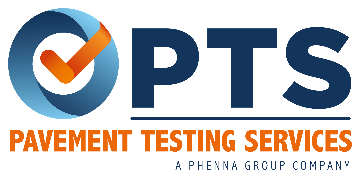 PTS
PAVEMENT TESTING SERVICES
A PHENNA GROUP COMPANY